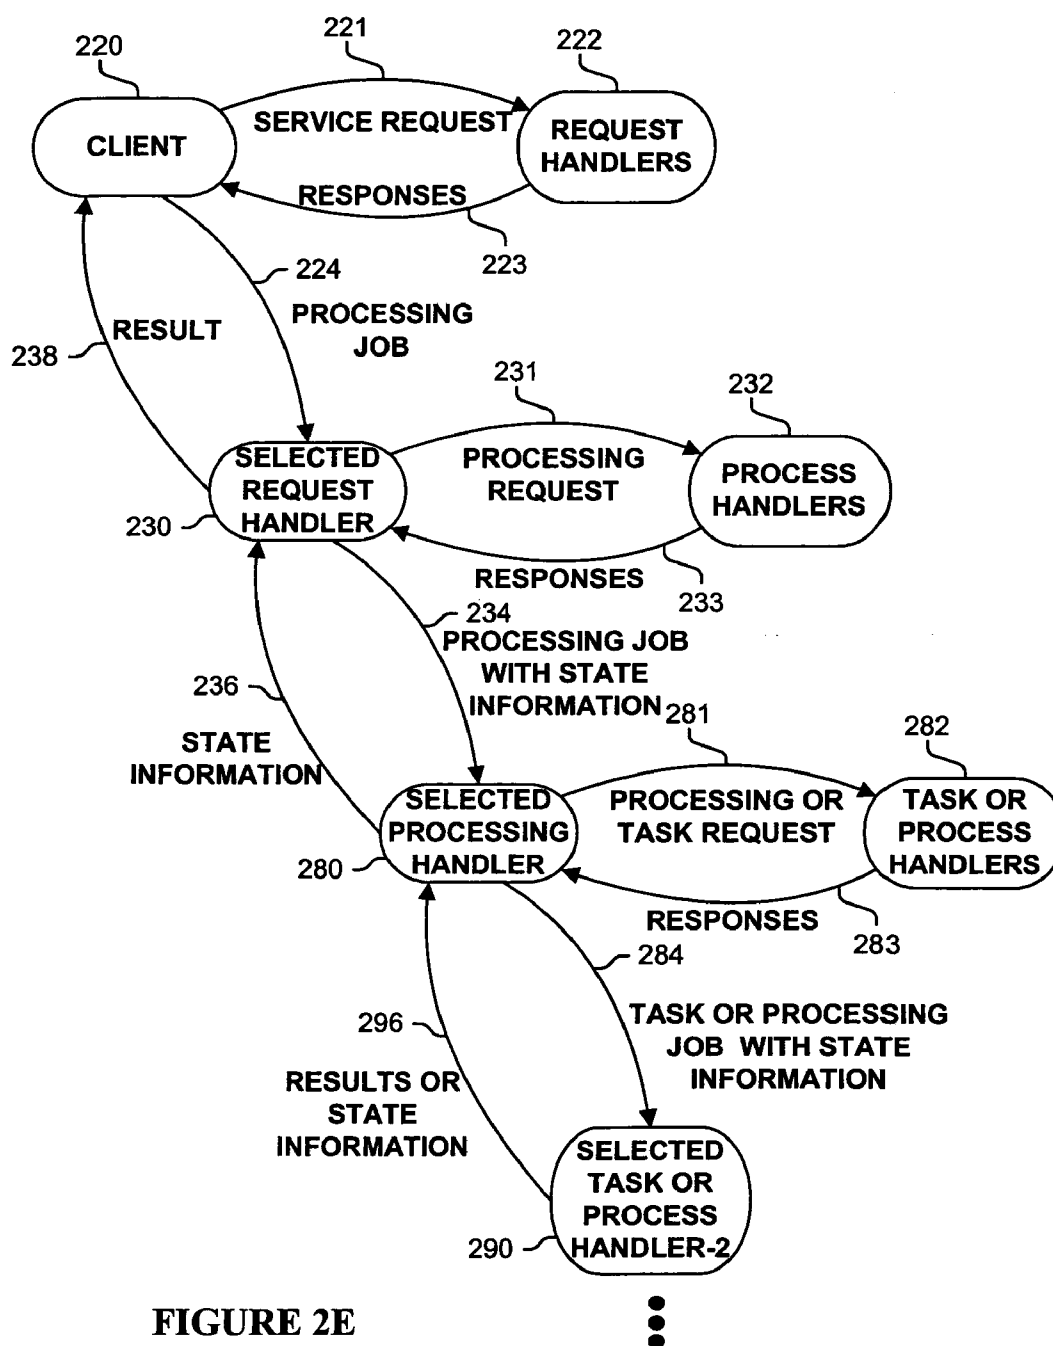 220
221
222
CLIENT
SERVICE REQUEST
REQUEST
HANDLERS
RESPONSES
223
224
PROCESSING
JOB
RESULT
238
231
232
SELECTED
REQUEST
HANDLER
230
PROCESSING
REQUEST
PROCESS
HANDLERS
RESPONSES
233
234
PROCESSING JOB
WITH STATE
INFORMATION
236
STATE
INFORMATION
281
282
SELECTED
PROCESSING
HANDLER
280
PROCESSING OR
TASK REQUEST
TASK OR
PROCESS
HANDLERS
RESPONSES
283
284
TASK OR PROCESSING
JOB WITH STATE
INFORMATION
296
RESULTS OR
STATE
INFORMATION
SELECTED
TASK OR
PROCESS
HANDLER-2
290
FIGURE 2E